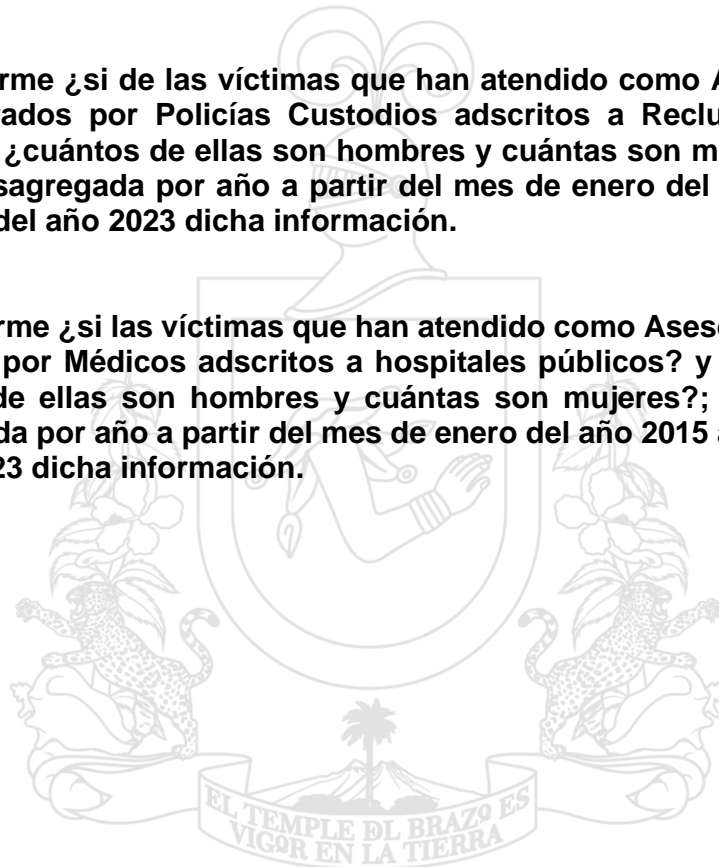 rme ¿si de las víctimas que han atendido como A
ados por Policías Custodios adscritos a Reclu
¿cuántos de ellas son hombres y cuántas son m
sagregada por año a partir del mes de enero del
del año 2023 dicha información.
rme ¿si las víctimas que han atendido como Ases
por Médicos adscritos a hospitales públicos? y
de ellas son hombres y cuántas son mujeres?;
da por año a partir del mes de enero del año 2015 a
23 dicha información.
EL TEMPLE DL BRAZO ES
VIGOR EN LA TIERRA